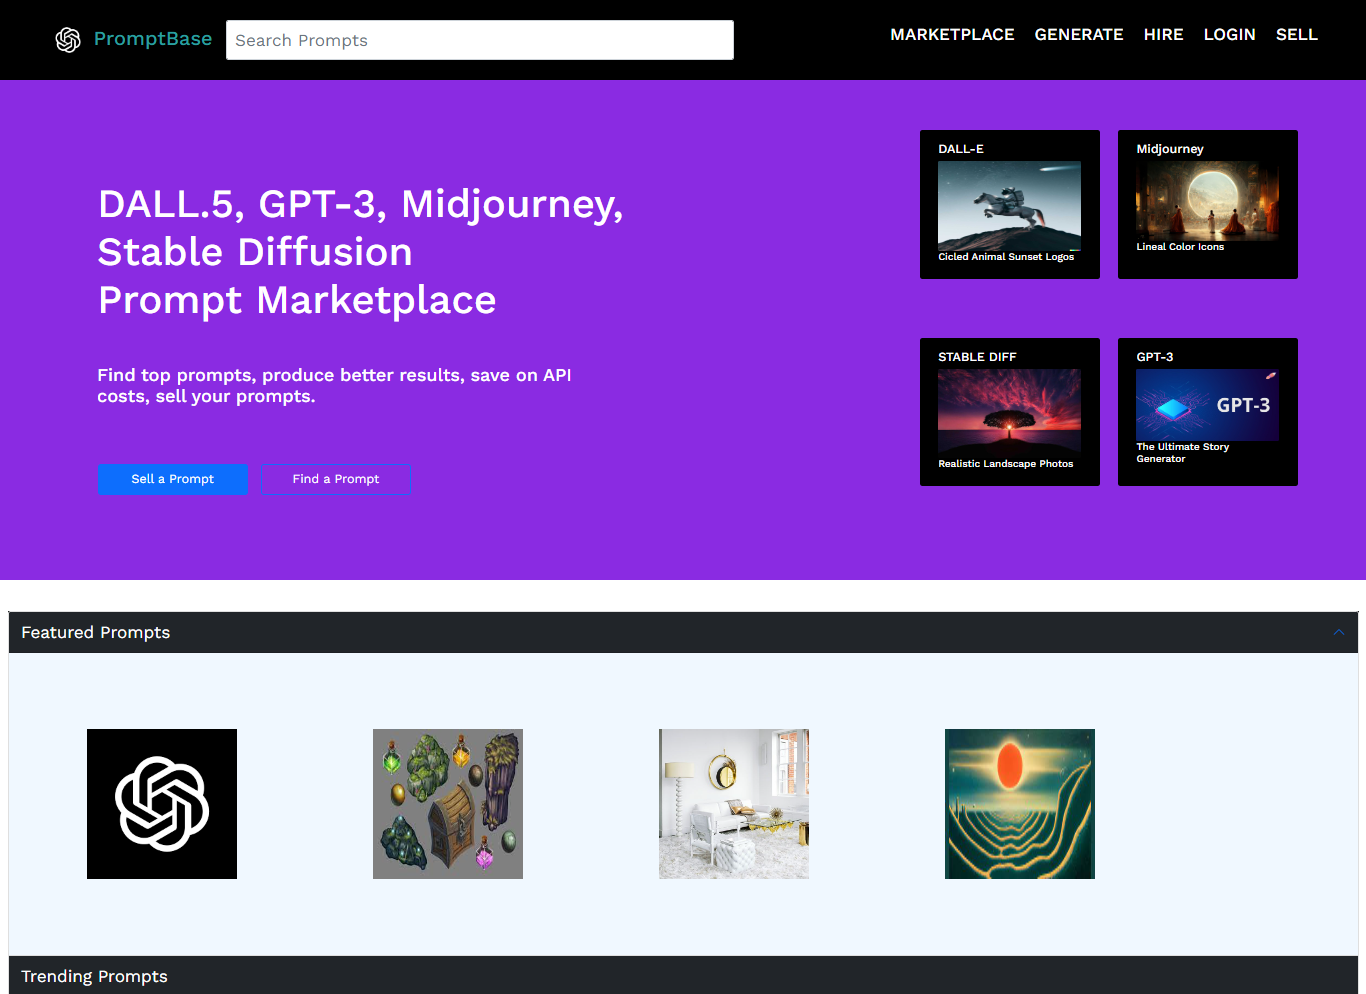 PromptBase
Search Prompts
MARKETPLACE GENERATE HIRE LOGIN SELL
DALL.5, GPT-3, Midjourney,
Stable Diffusion
Prompt Marketplace
Find top prompts, produce better results, save on API
costs, sell your prompts.
Sell a Prompt
Find a Prompt
DALL-E
Cicled Animal Sunset Logos
Midjourney
Lineal Color Icons
STABLE DIFF
Realistic Landscape Photos
GPT-3
GPT-3
The Ultimate Story
Generator
Featured Prompts
Trending Prompts